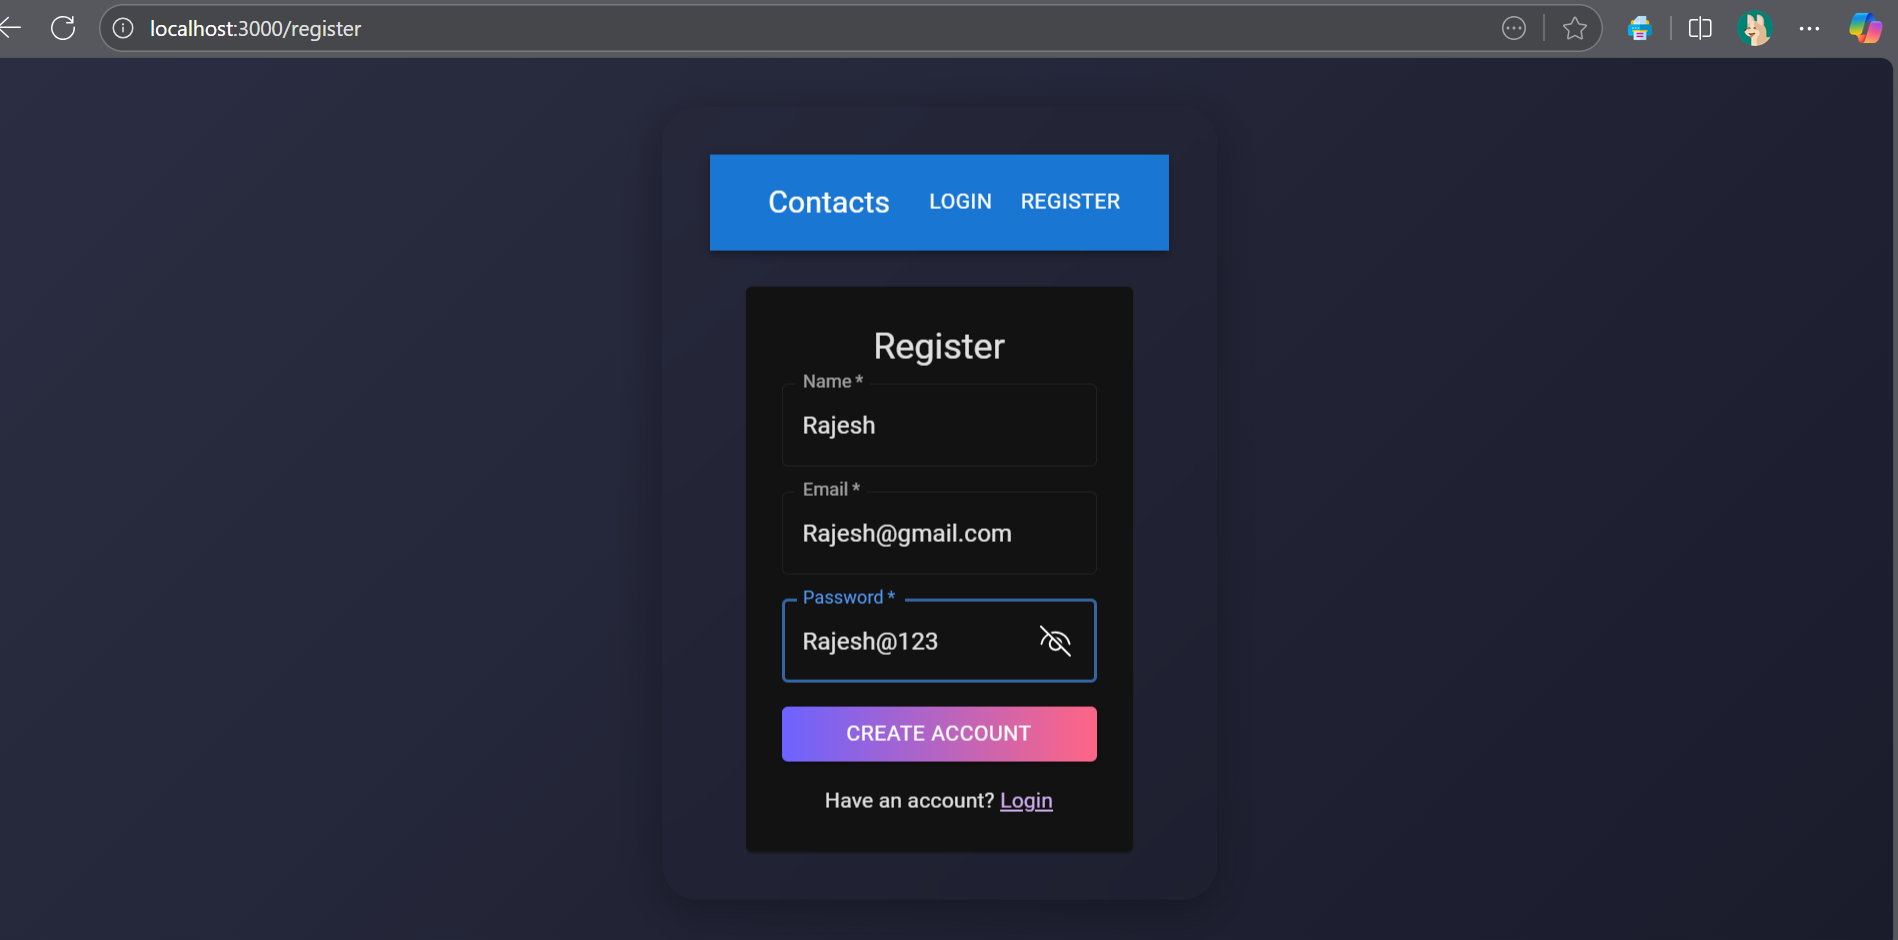 localhost:3000/register
Contacts LOGIN REGISTER
Register
Name *
Rajesh
Email *
Rajesh@gmail.com
Password *
Rajesh@123
CREATE ACCOUNT
Have an account? Login